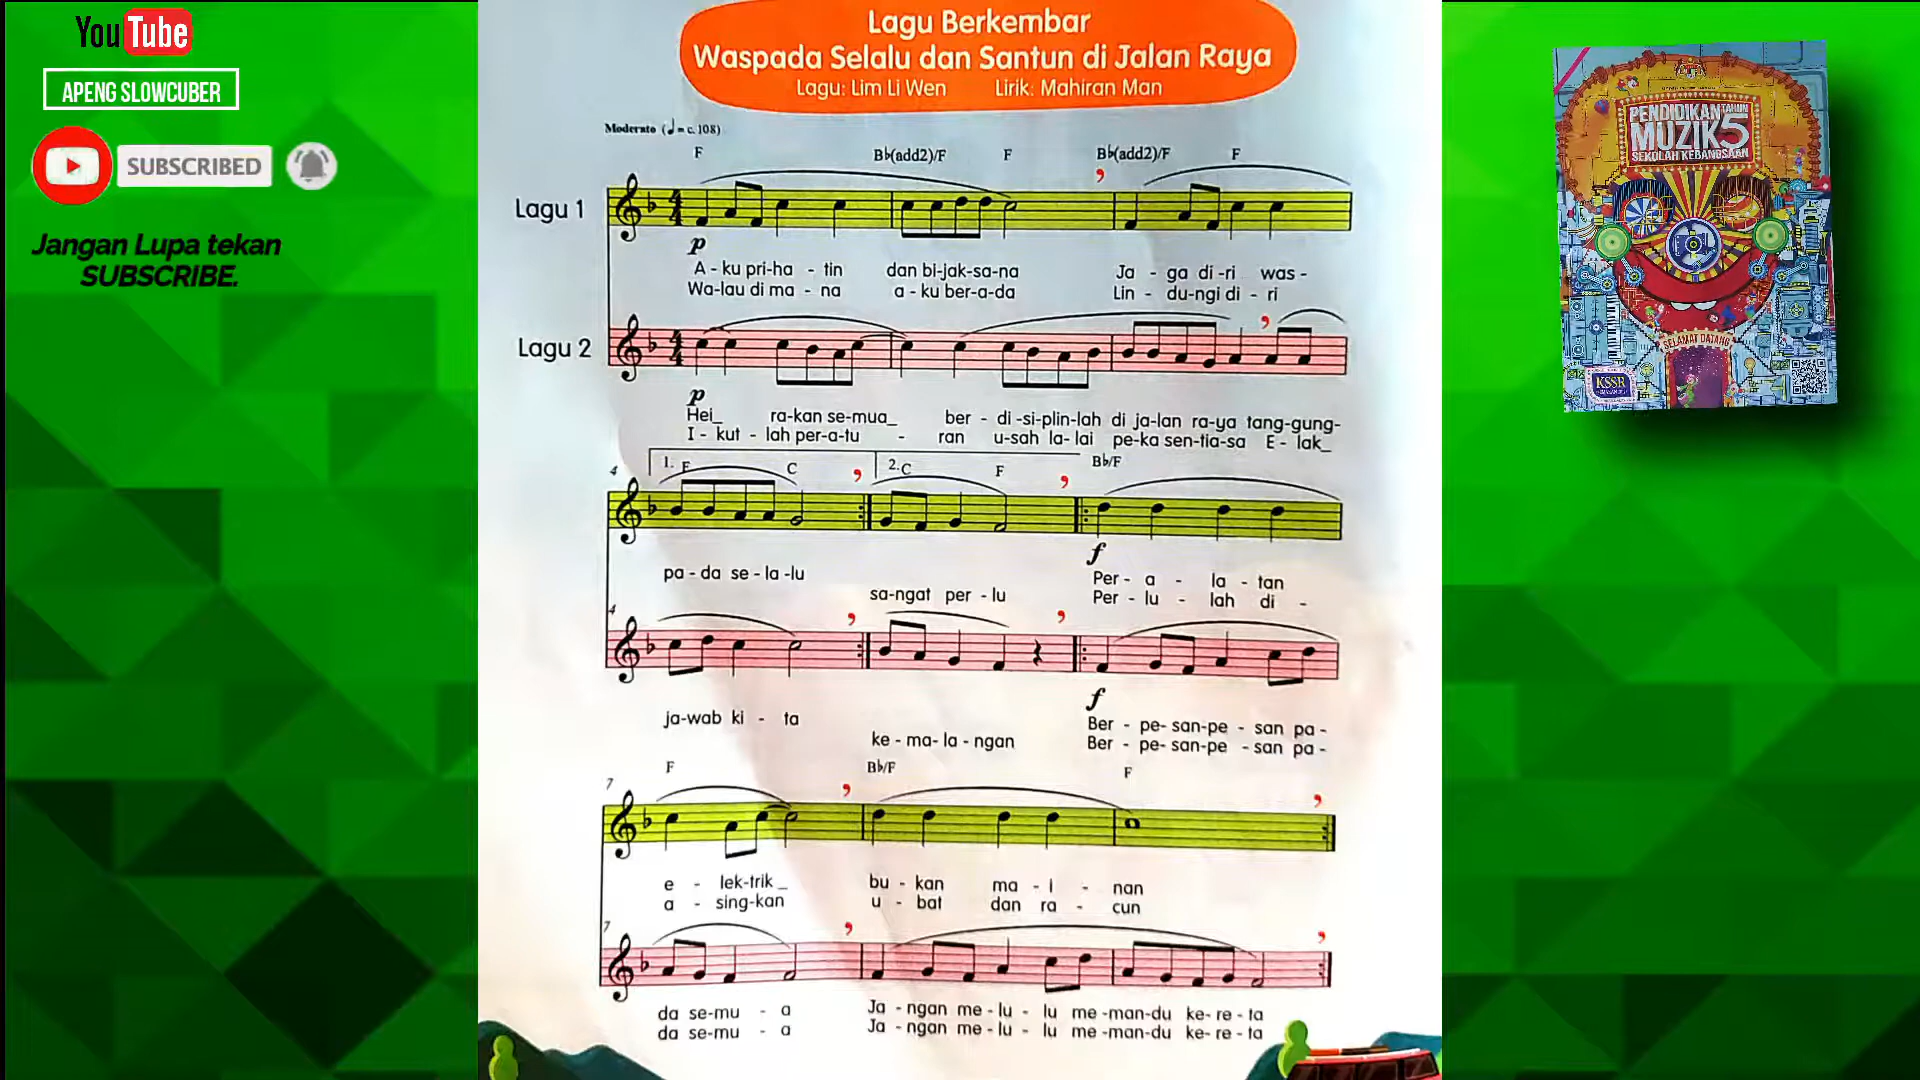 YouTube
APENG SLOWCUBER
SUBSCRIBED
Jangan Lupa tekan
SUBSCRIBE.
Lagu Berkembar
Waspada Selalu dan Santun di Jalan Raya
Lagu: Lim Li Wen Lirik: Mahiran Man
Moderato (♩= c. 108)
F B♭(add2)/F F B♭(add2)/F F
Lagu 1
p
A - ku pri-ha - tin dan bi-jak-sa-na Ja - ga di -ri was -
Wa-lau di ma - na a - ku ber-a-da Lin - du-ngi di - ri
Lagu 2
p
Hei_ ra-kan se-mua_ ber - di -si-plin-lah di ja-lan ra-ya tang-gung-
I - kut - lah per-a-tu - ran u-sah la- lai pe-ka sen-tia-sa E - lak_
4 1. F C 2. C F B♭/F
f
pa - da se - la -lu Per - a - la - tan
sa-ngat per - lu Per - lu - lah di -
4
f
ja-wab ki - ta Ber - pe- san-pe - san pa -
ke - ma- la - ngan Ber - pe- san-pe - san pa -
7 F B♭/F F
e - lek-trik _ bu - kan ma - i - nan
a - sing-kan u - bat dan ra - cun
7
da se-mu - a Ja - ngan me - lu - lu me -man-du ke- re - ta
da se-mu - a Ja - ngan me - lu - lu me -man-du ke- re - ta
PENDIDIKAN
MUZIK
TAHUN
5
SEKOLAH KEBANGSAAN
SELAMAT DATANG
KSSR